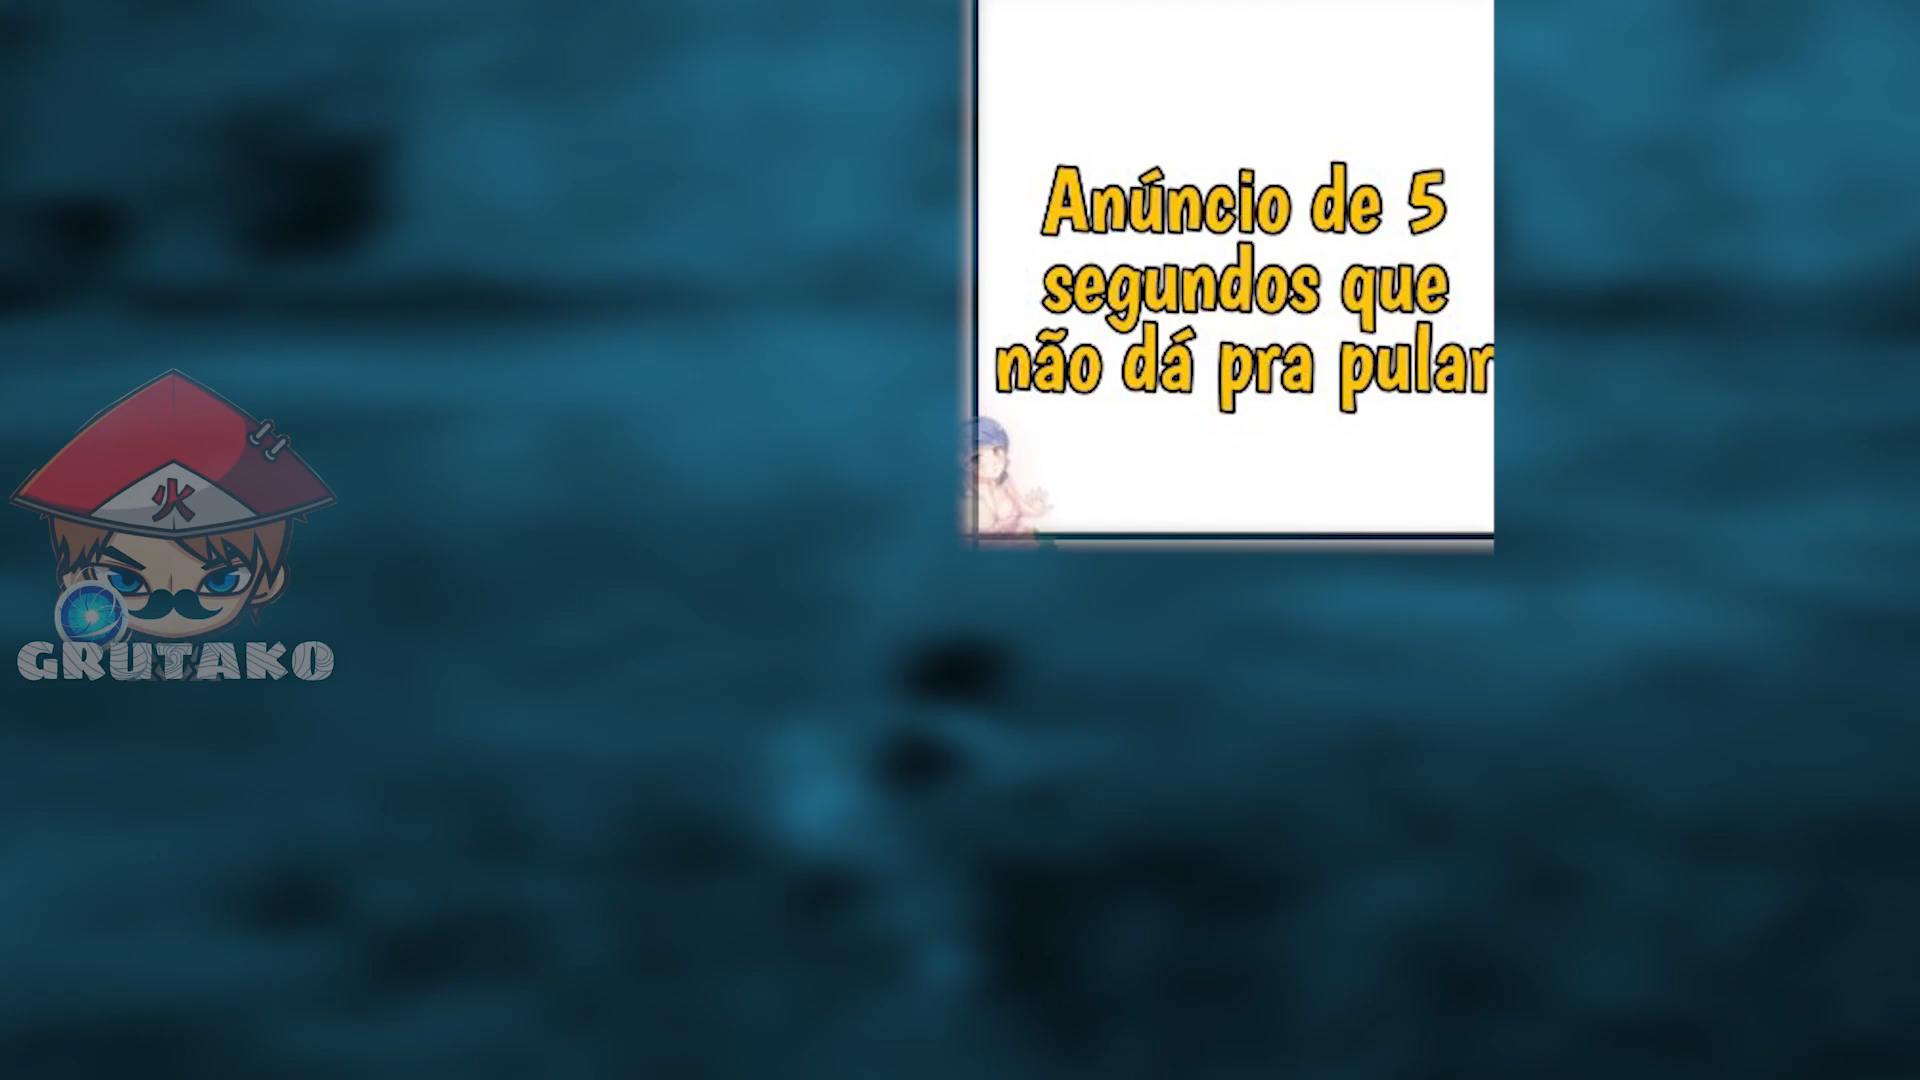 Anúncio de 5
segundos que
não dá pra pular
火
GRUTAKO